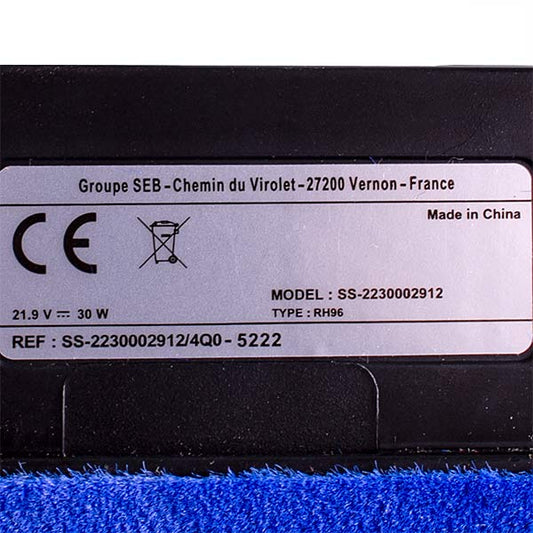 Groupe SEB – Chemin du Virolet – 27200 Vernon – France
Made in China
CE
MODEL : SS-2230002912
21.9 V ⎓ 30 W
TYPE : RH96
REF : SS-2230002912/4Q0 - 5222